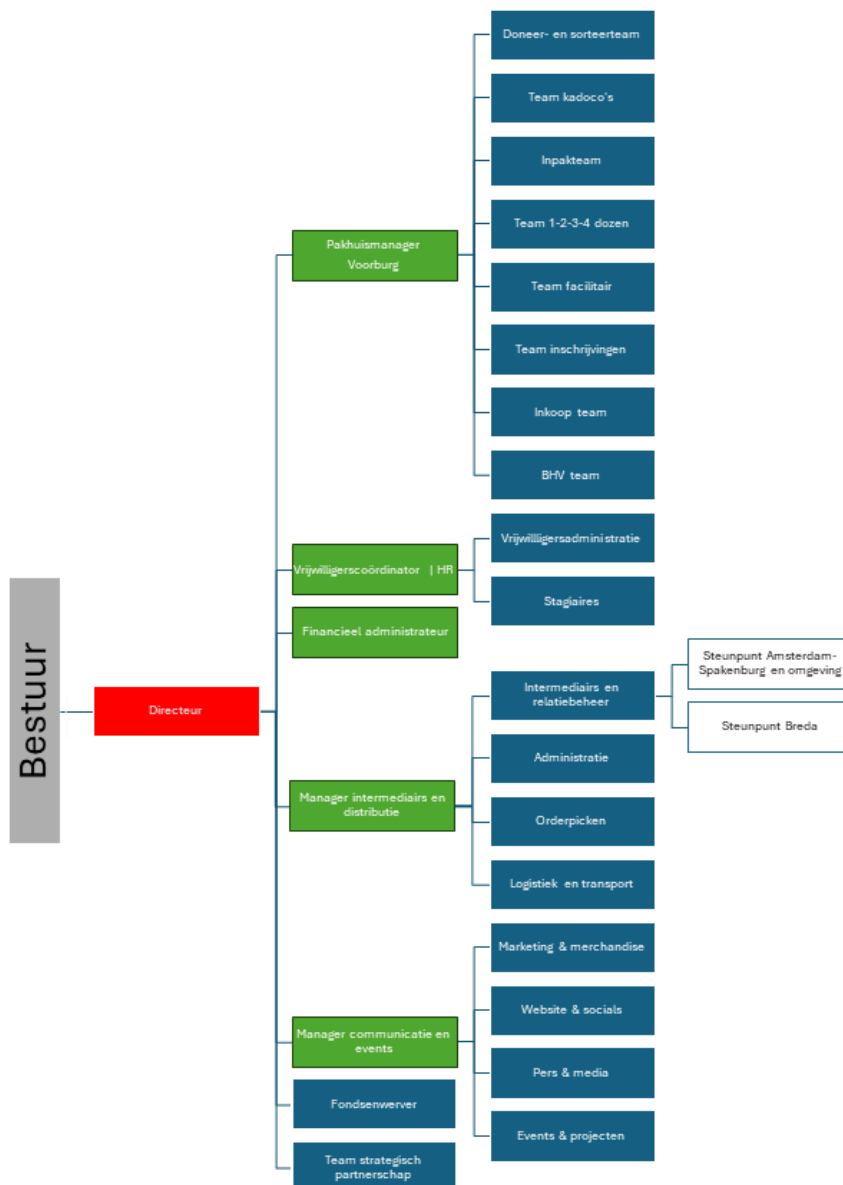 Doneer- en sorteerteam
Team kadoco's
Inpakteam
Team 1-2-3-4 dozen
Pakhuismanager
Voorburg
Team facilitair
Team inschrijvingen
Inkoop team
BHV team
Vrijwillligersadministratie
Vrijwilligerscoördinator | HR
Stagiaires
Financieel administrateur
Bestuur
Directeur
Intermediairs en
relatiebeheer
Steunpunt Amsterdam-
Spakenburg en omgeving
Steunpunt Breda
Administratie
Manager intermediairs en
distributie
Orderpicken
Logistiek en transport
Marketing & merchandise
Website & socials
Manager communicatie en
events
Pers & media
Fondsenwerver
Events & projecten
Team strategisch
partnerschap